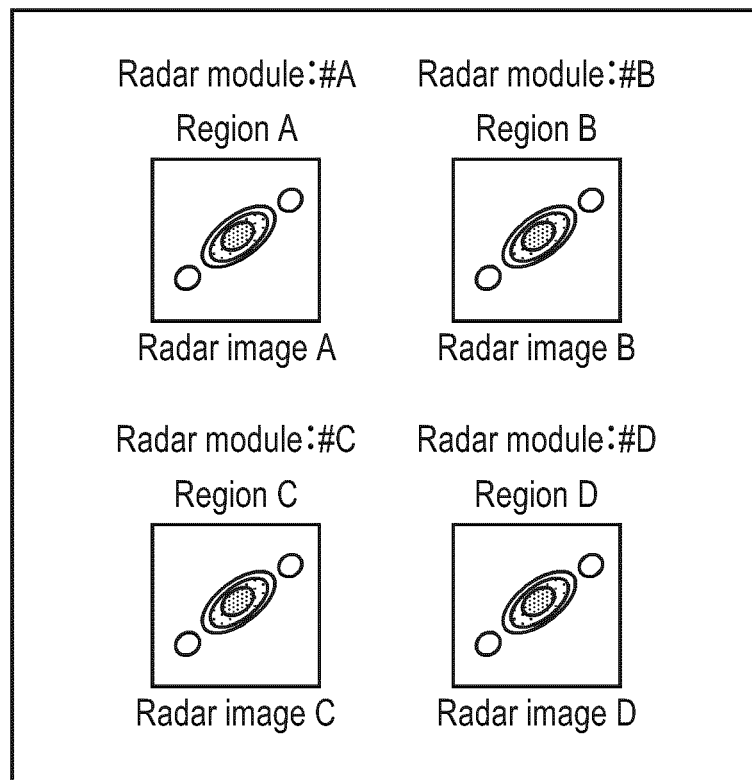 Radar module:#A Radar module:#B
Region A Region B
Radar image A Radar image B
Radar module:#C Radar module:#D
Region C Region D
Radar image C Radar image D